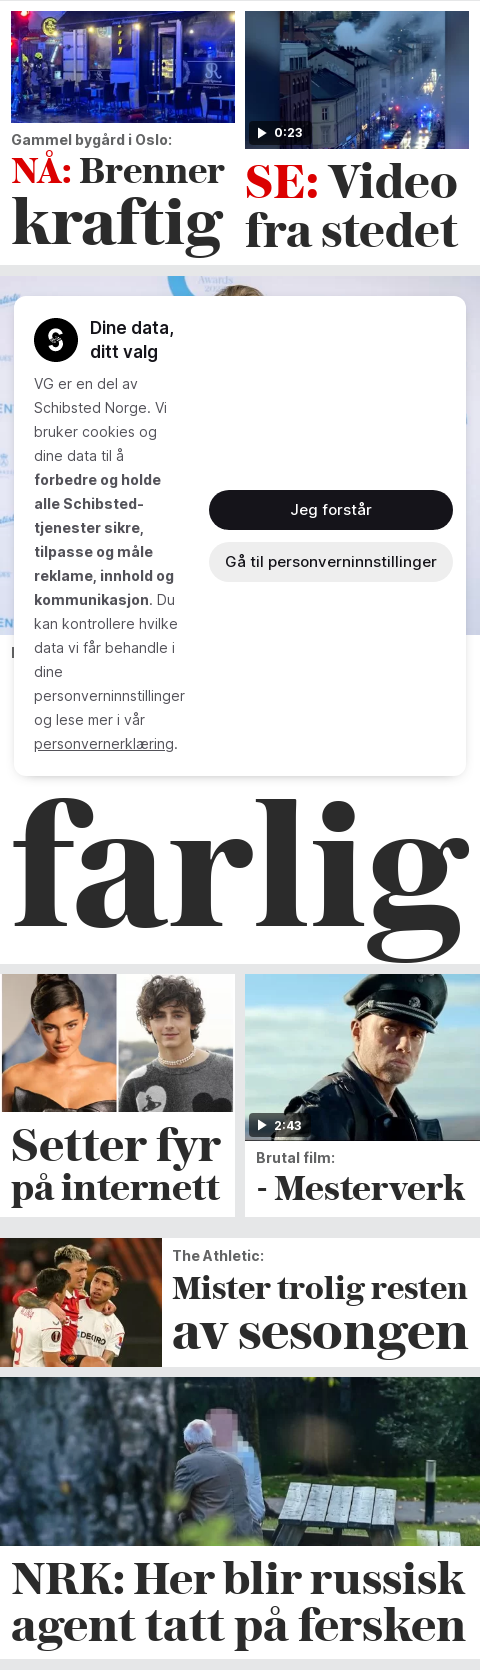 Gammel bygård i Oslo:
NÅ: Brenner
kraftig
0:23
SE: Video
fra stedet
Awards
Dine data,
ditt valg
VG er en del av
Schibsted Norge. Vi
bruker cookies og
dine data til å
forbedre og holde
alle Schibsted-
tjenester sikre,
tilpasse og måle
reklame, innhold og
kommunikasjon. Du
kan kontrollere hvilke
data vi får behandle i
dine
personverninnstillinger
og lese mer i vår
personvernerklæring.
Jeg forstår
Gå til personverninnstillinger
farlig
Setter fyr
på internett
2:43
Brutal film:
- Mesterverk
The Athletic:
Mister trolig resten
av sesongen
NRK: Her blir russisk
agent tatt på fersken